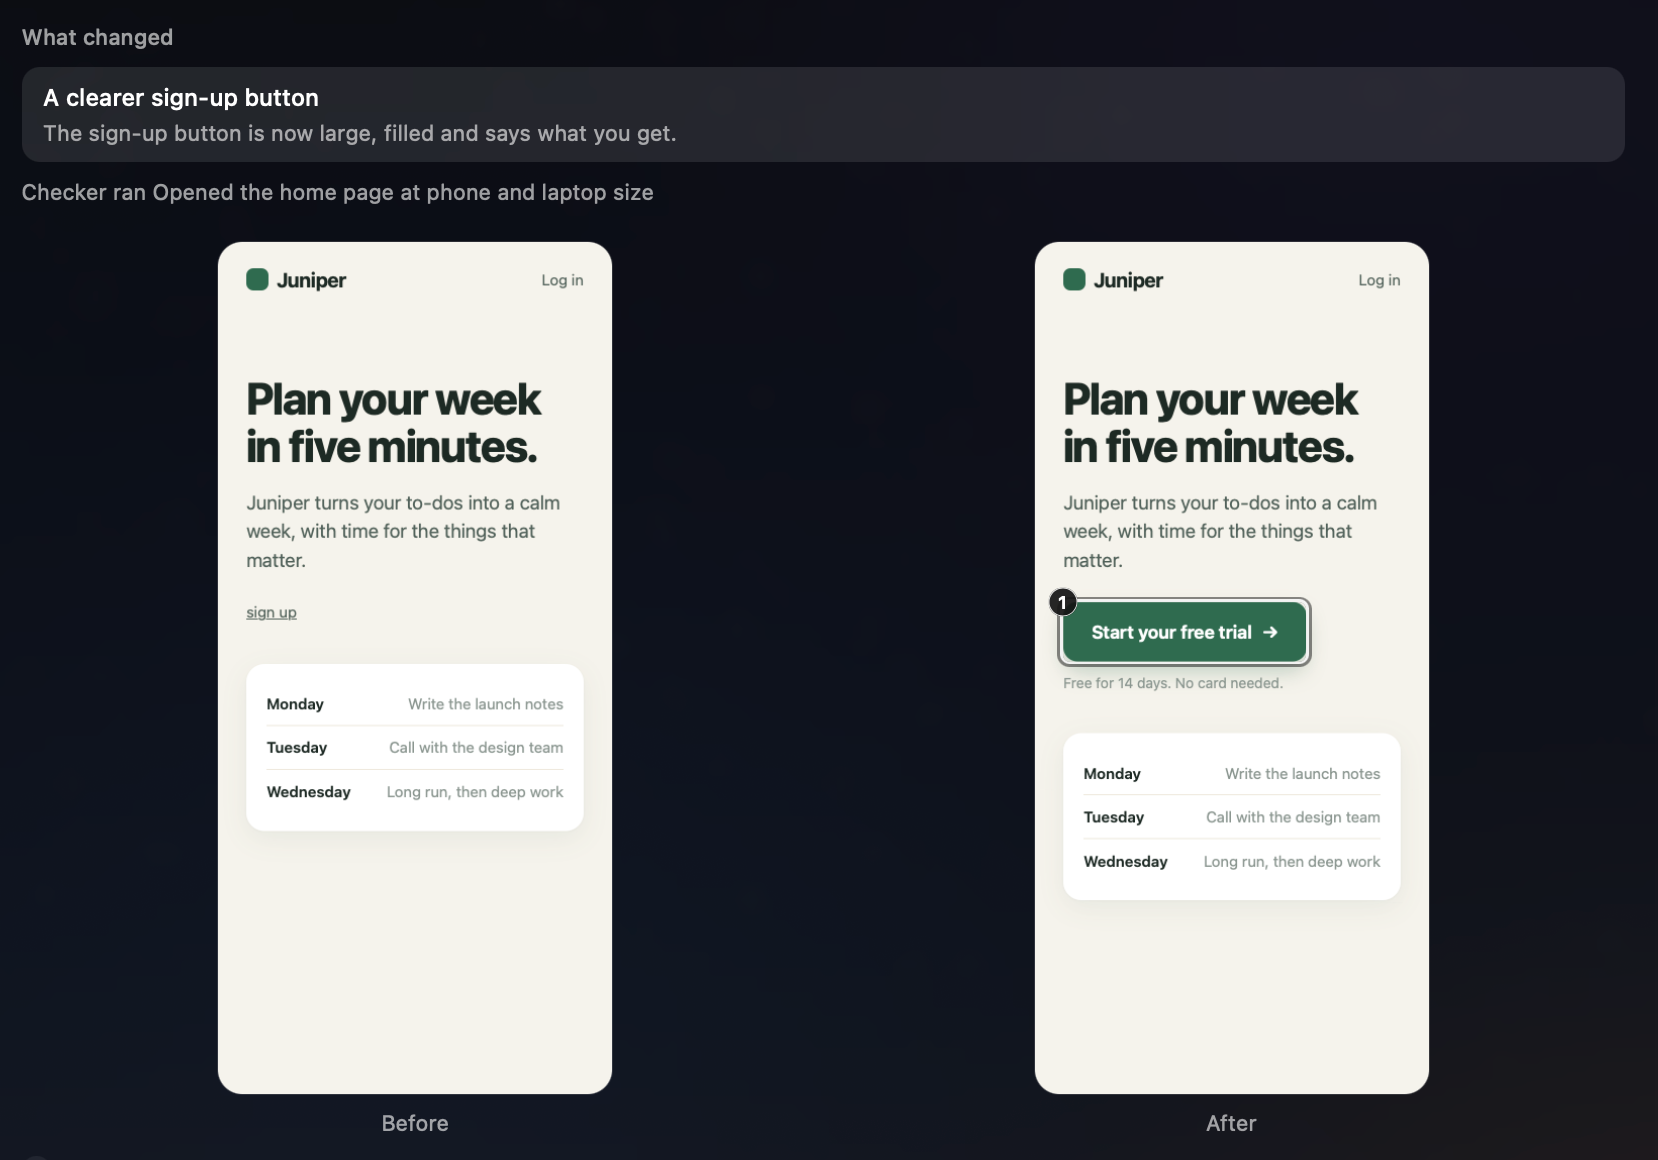 What changed
A clearer sign-up button
The sign-up button is now large, filled and says what you get.
Checker ran Opened the home page at phone and laptop size
Juniper
Log in
Plan your week
in five minutes.
Juniper turns your to-dos into a calm
week, with time for the things that
matter.
sign up
Monday Write the launch notes
Tuesday Call with the design team
Wednesday Long run, then deep work
Before
Juniper
Log in
Plan your week
in five minutes.
Juniper turns your to-dos into a calm
week, with time for the things that
matter.
1
Start your free trial →
Free for 14 days. No card needed.
Monday Write the launch notes
Tuesday Call with the design team
Wednesday Long run, then deep work
After